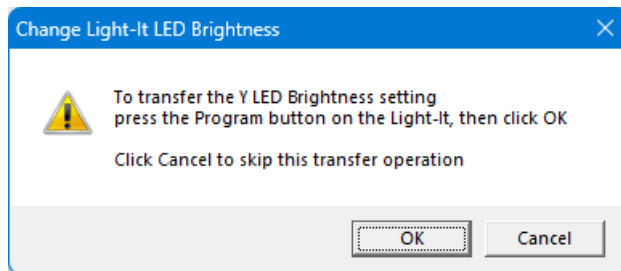 Change Light-It LED Brightness
To transfer the Y LED Brightness setting
press the Program button on the Light-It, then click OK
Click Cancel to skip this transfer operation
OK
Cancel